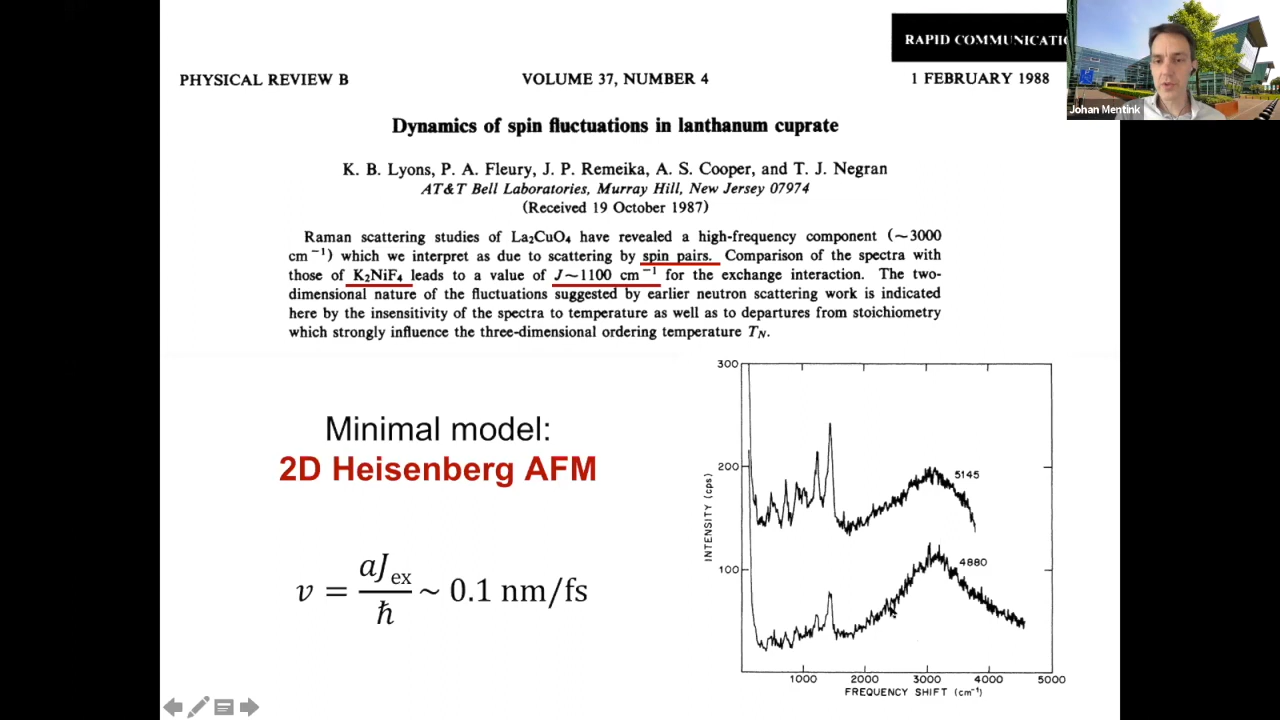 RAPID COMMUNICATI
Johan Mentink
PHYSICAL REVIEW B
VOLUME 37, NUMBER 4
1 FEBRUARY 1988
Dynamics of spin fluctuations in lanthanum cuprate
K. B. Lyons, P. A. Fleury, J. P. Remeika, A. S. Cooper, and T. J. Negran
AT&T Bell Laboratories, Murray Hill, New Jersey 07974
(Received 19 October 1987)
Raman scattering studies of La₂CuO₄ have revealed a high-frequency component (∼3000
cm⁻¹) which we interpret as due to scattering by spin pairs. Comparison of the spectra with
those of K₂NiF₄ leads to a value of J∼1100 cm⁻¹ for the exchange interaction. The two-
dimensional nature of the fluctuations suggested by earlier neutron scattering work is indicated
here by the insensitivity of the spectra to temperature as well as to departures from stoichiometry
which strongly influence the three-dimensional ordering temperature T_N.
Minimal model:
2D Heisenberg AFM
v = aJ_ex / ħ ~ 0.1 nm/fs
300
200
100
INTENSITY (cps)
5145
4880
1000 2000 3000 4000 5000
FREQUENCY SHIFT (cm⁻¹)